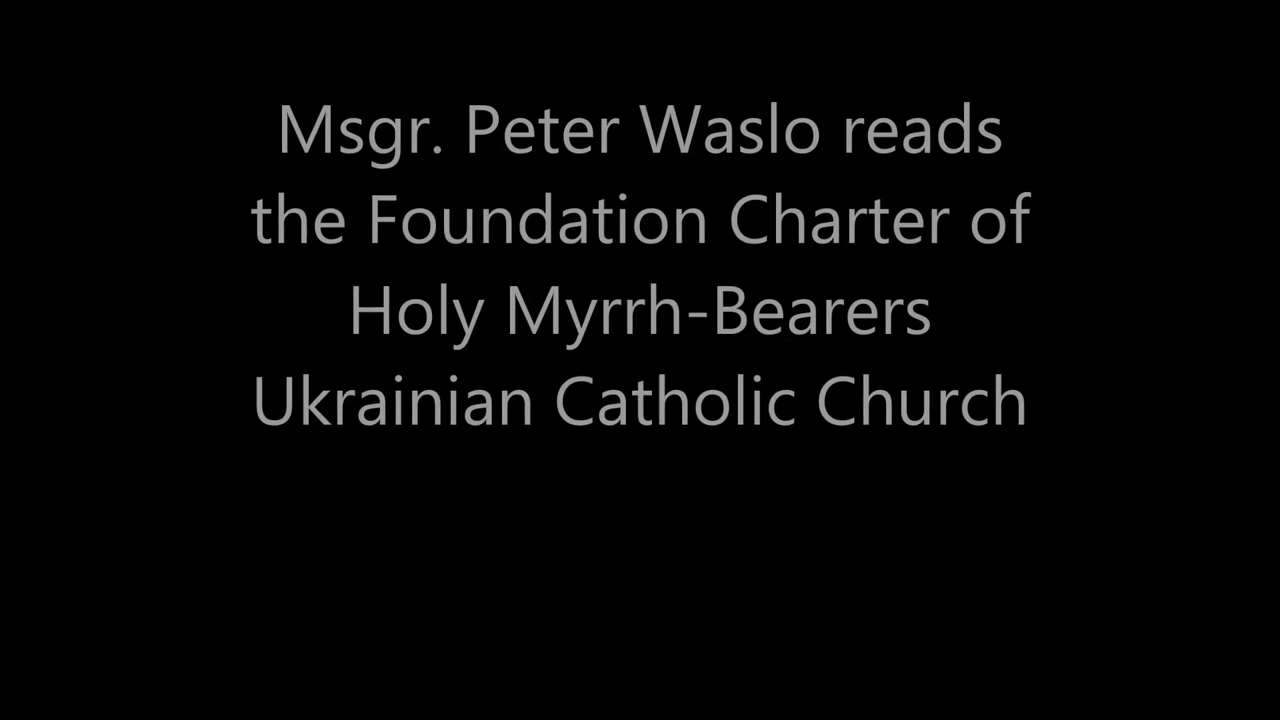 Msgr. Peter Waslo reads
the Foundation Charter of
Holy Myrrh-Bearers
Ukrainian Catholic Church